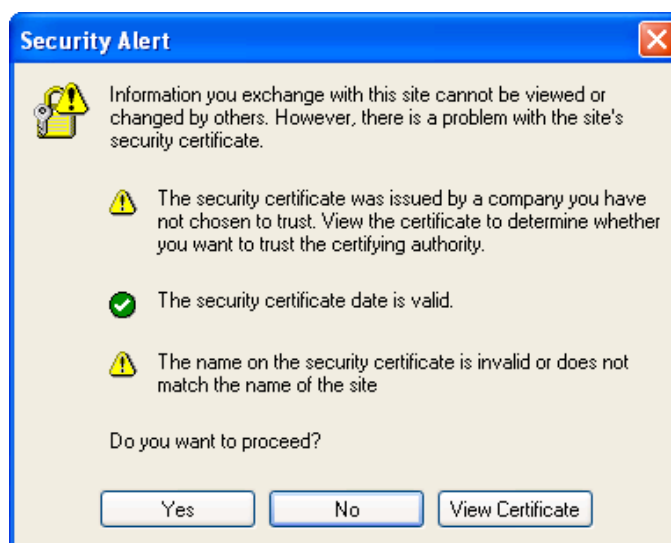 Security Alert
Information you exchange with this site cannot be viewed or
changed by others. However, there is a problem with the site's
security certificate.
The security certificate was issued by a company you have
not chosen to trust. View the certificate to determine whether
you want to trust the certifying authority.
The security certificate date is valid.
The name on the security certificate is invalid or does not
match the name of the site
Do you want to proceed?
Yes No View Certificate